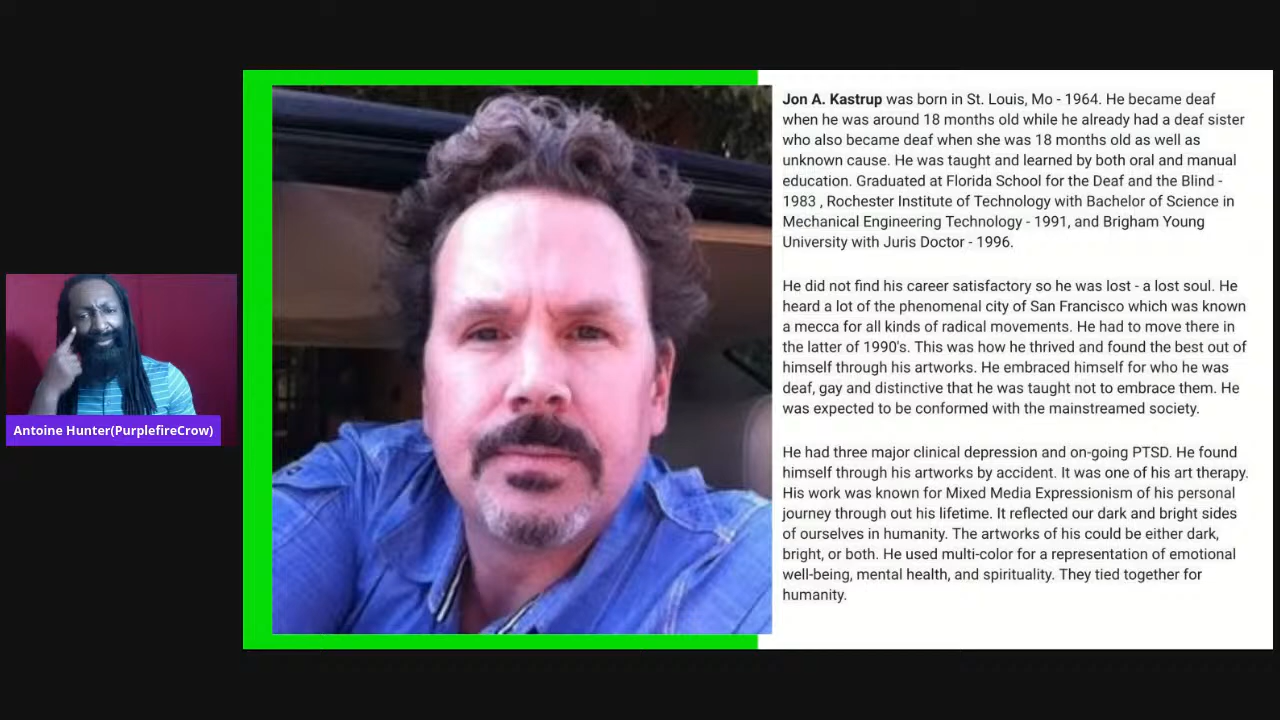 Jon A. Kastrup was born in St. Louis, Mo - 1964. He became deaf
when he was around 18 months old while he already had a deaf sister
who also became deaf when she was 18 months old as well as
unknown cause. He was taught and learned by both oral and manual
education. Graduated at Florida School for the Deaf and the Blind -
1983 , Rochester Institute of Technology with Bachelor of Science in
Mechanical Engineering Technology - 1991, and Brigham Young
University with Juris Doctor - 1996.
He did not find his career satisfactory so he was lost - a lost soul. He
heard a lot of the phenomenal city of San Francisco which was known
a mecca for all kinds of radical movements. He had to move there in
the latter of 1990's. This was how he thrived and found the best out of
himself through his artworks. He embraced himself for who he was
deaf, gay and distinctive that he was taught not to embrace them. He
was expected to be conformed with the mainstreamed society.
He had three major clinical depression and on-going PTSD. He found
himself through his artworks by accident. It was one of his art therapy.
His work was known for Mixed Media Expressionism of his personal
journey through out his lifetime. It reflected our dark and bright sides
of ourselves in humanity. The artworks of his could be either dark,
bright, or both. He used multi-color for a representation of emotional
well-being, mental health, and spirituality. They tied together for
humanity.
Antoine Hunter(PurplefireCrow)